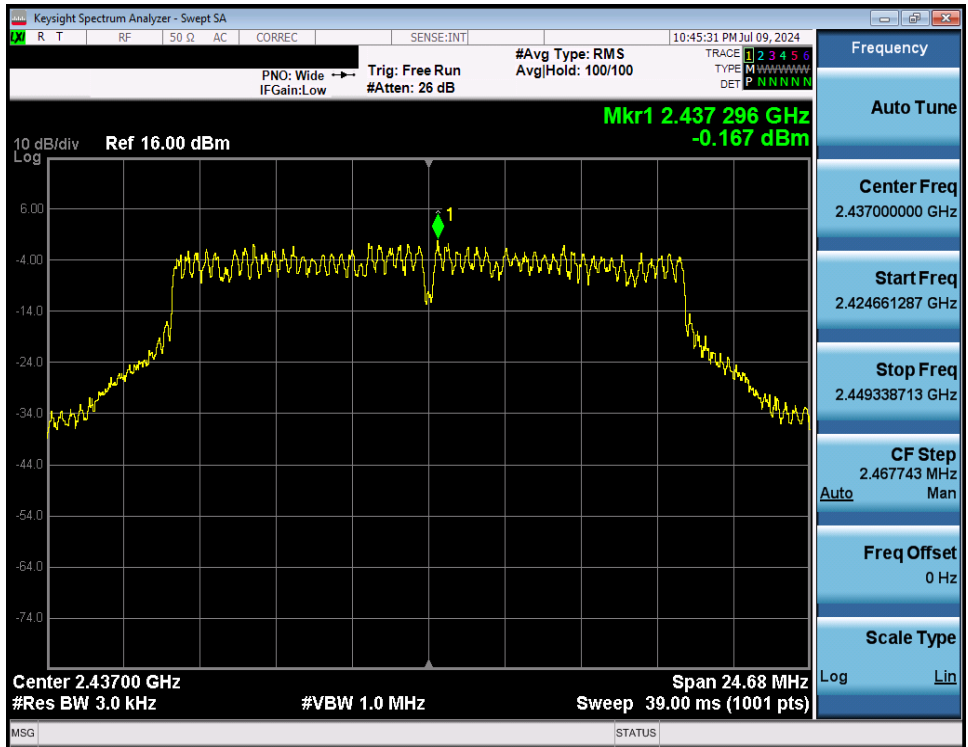 Keysight Spectrum Analyzer - Swept SA
LXI R T RF 50 Ω AC CORREC SENSE:INT 10:45:31 PM Jul 09, 2024
PNO: Wide Trig: Free Run #Avg Type: RMS TRACE 1 2 3 4 5 6
IFGain:Low #Atten: 26 dB Avg|Hold: 100/100 TYPE M WWWWW
DET P N N N N N
Mkr1 2.437 296 GHz
-0.167 dBm
10 dB/div Ref 16.00 dBm
Log
1
6.00
-4.00
-14.0
-24.0
-34.0
-44.0
-54.0
-64.0
-74.0
Center 2.43700 GHz Span 24.68 MHz
#Res BW 3.0 kHz #VBW 1.0 MHz Sweep 39.00 ms (1001 pts)
MSG STATUS
Frequency
Auto Tune
Center Freq
2.437000000 GHz
Start Freq
2.424661287 GHz
Stop Freq
2.449338713 GHz
CF Step
2.467743 MHz
Auto Man
Freq Offset
0 Hz
Scale Type
Log Lin